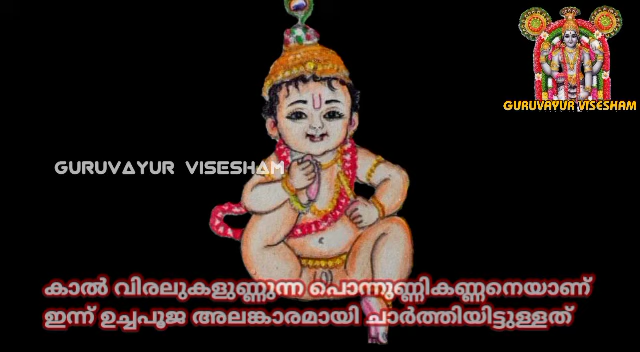 GURUVAYUR VISESHAM
GURUVAYUR VISESHAM
കാൽ വിരലുകളുണ്ണുന്ന പൊന്നുണ്ണികണ്ണനെയാണ്
ഇന്ന് ഉച്ചപൂജ അലങ്കാരമായി ചാർത്തിയിട്ടുള്ളത്